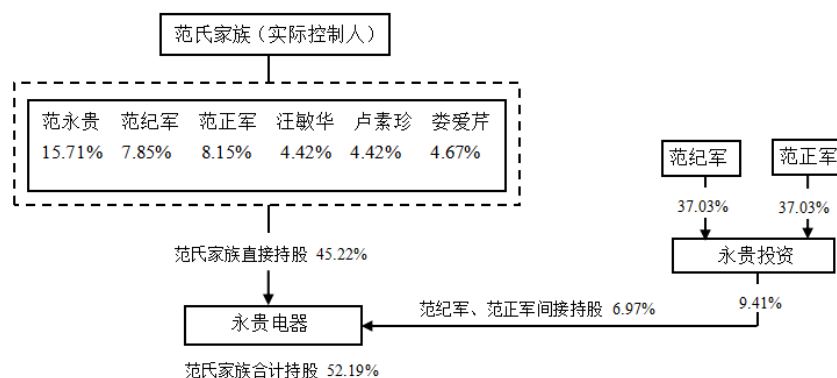 范氏家族（实际控制人）
范永贵 范纪军 范正军 汪敏华 卢素珍 娄爱芹
15.71% 7.85% 8.15% 4.42% 4.42% 4.67%
范纪军 范正军
37.03% 37.03%
范氏家族直接持股 45.22%
永贵投资
范纪军、范正军间接持股 6.97%
9.41%
永贵电器
范氏家族合计持股 52.19%